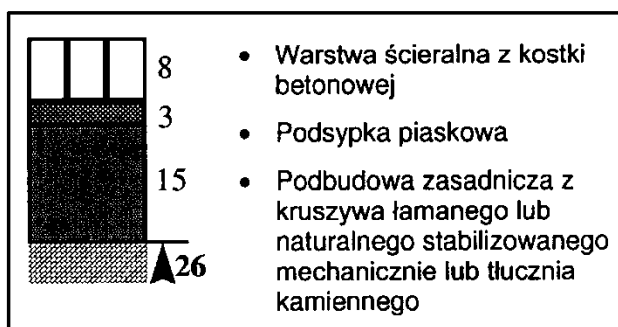 8
3
15
26
• Warstwa ścieralna z kostki
betonowej
• Podsypka piaskowa
• Podbudowa zasadnicza z
kruszywa łamanego lub
naturalnego stabilizowanego
mechanicznie lub tłucznia
kamiennego